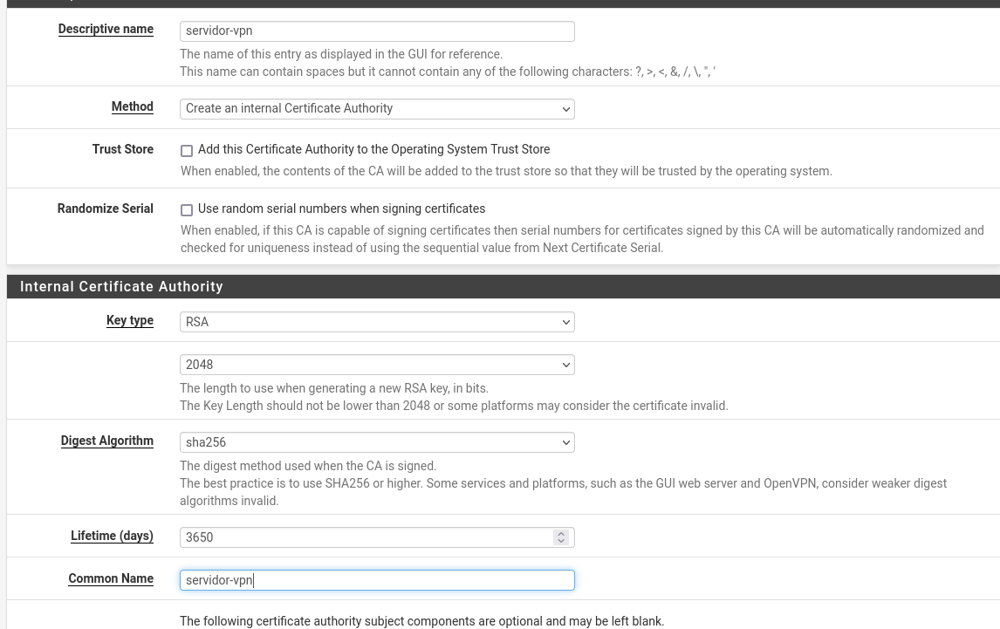 Descriptive name
servidor-vpn
The name of this entry as displayed in the GUI for reference.
This name can contain spaces but it cannot contain any of the following characters: ?, >, <, &, /, \, ", '
Method
Create an internal Certificate Authority
Trust Store
Add this Certificate Authority to the Operating System Trust Store
When enabled, the contents of the CA will be added to the trust store so that they will be trusted by the operating system.
Randomize Serial
Use random serial numbers when signing certificates
When enabled, if this CA is capable of signing certificates then serial numbers for certificates signed by this CA will be automatically randomized and
checked for uniqueness instead of using the sequential value from Next Certificate Serial.
Internal Certificate Authority
Key type
RSA
2048
The length to use when generating a new RSA key, in bits.
The Key Length should not be lower than 2048 or some platforms may consider the certificate invalid.
Digest Algorithm
sha256
The digest method used when the CA is signed.
The best practice is to use SHA256 or higher. Some services and platforms, such as the GUI web server and OpenVPN, consider weaker digest
algorithms invalid.
Lifetime (days)
3650
Common Name
servidor-vpn
The following certificate authority subject components are optional and may be left blank.